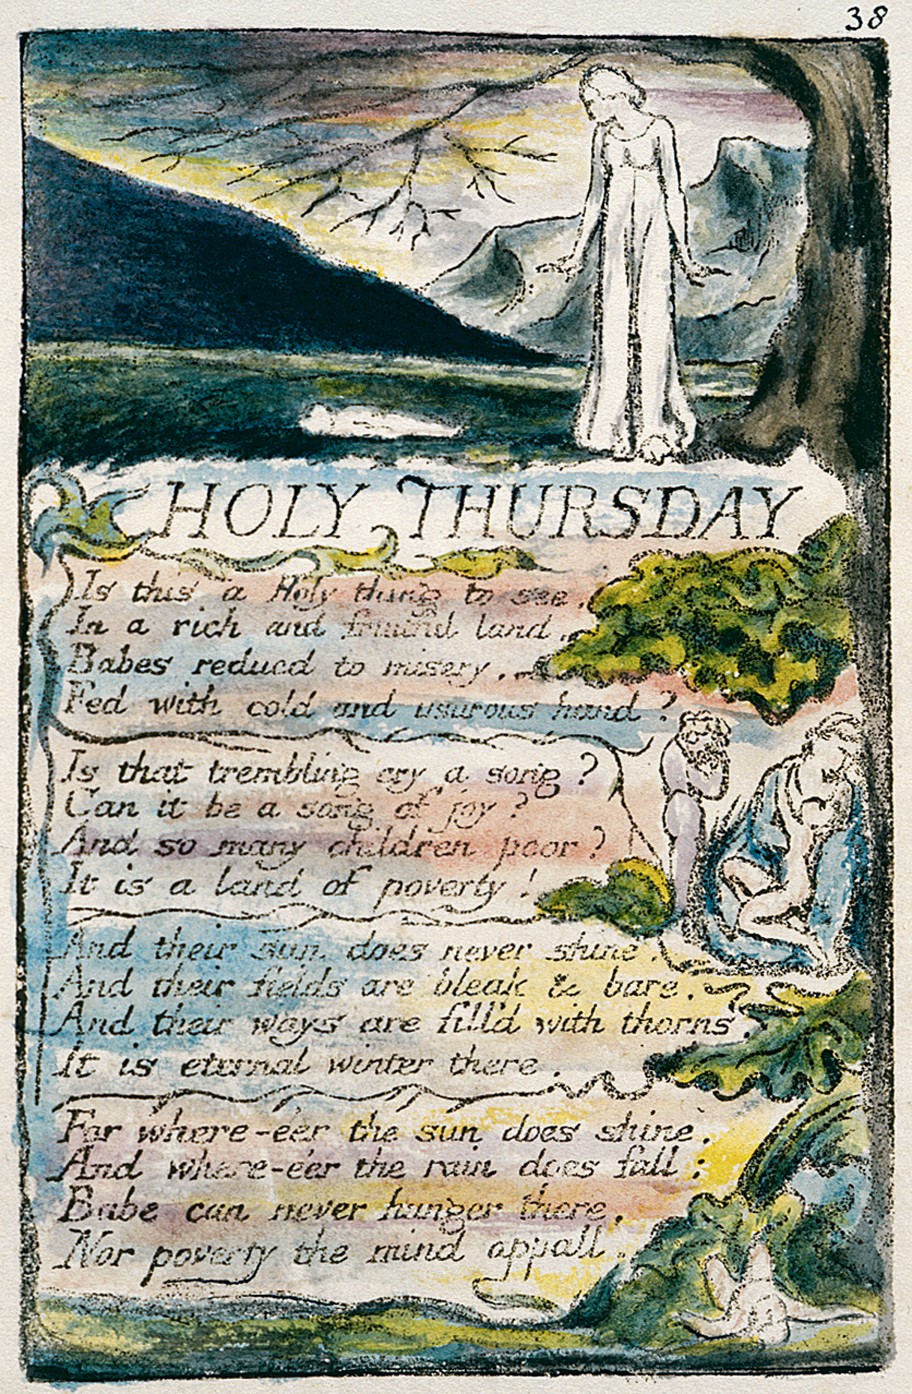 38
HOLY THURSDAY
Is this a Holy thing to see,
In a rich and fruitful land,
Babes reducd to misery,
Fed with cold and usurous hand?
Is that trembling cry a song?
Can it be a song of joy?
And so many children poor?
It is a land of poverty!
And their sun does never shine.
And their fields are bleak & bare.
And their ways are fill'd with thorns
It is eternal winter there.
For where-e'er the sun does shine,
And where-e'er the rain does fall:
Babe can never hunger there,
Nor poverty the mind appall.